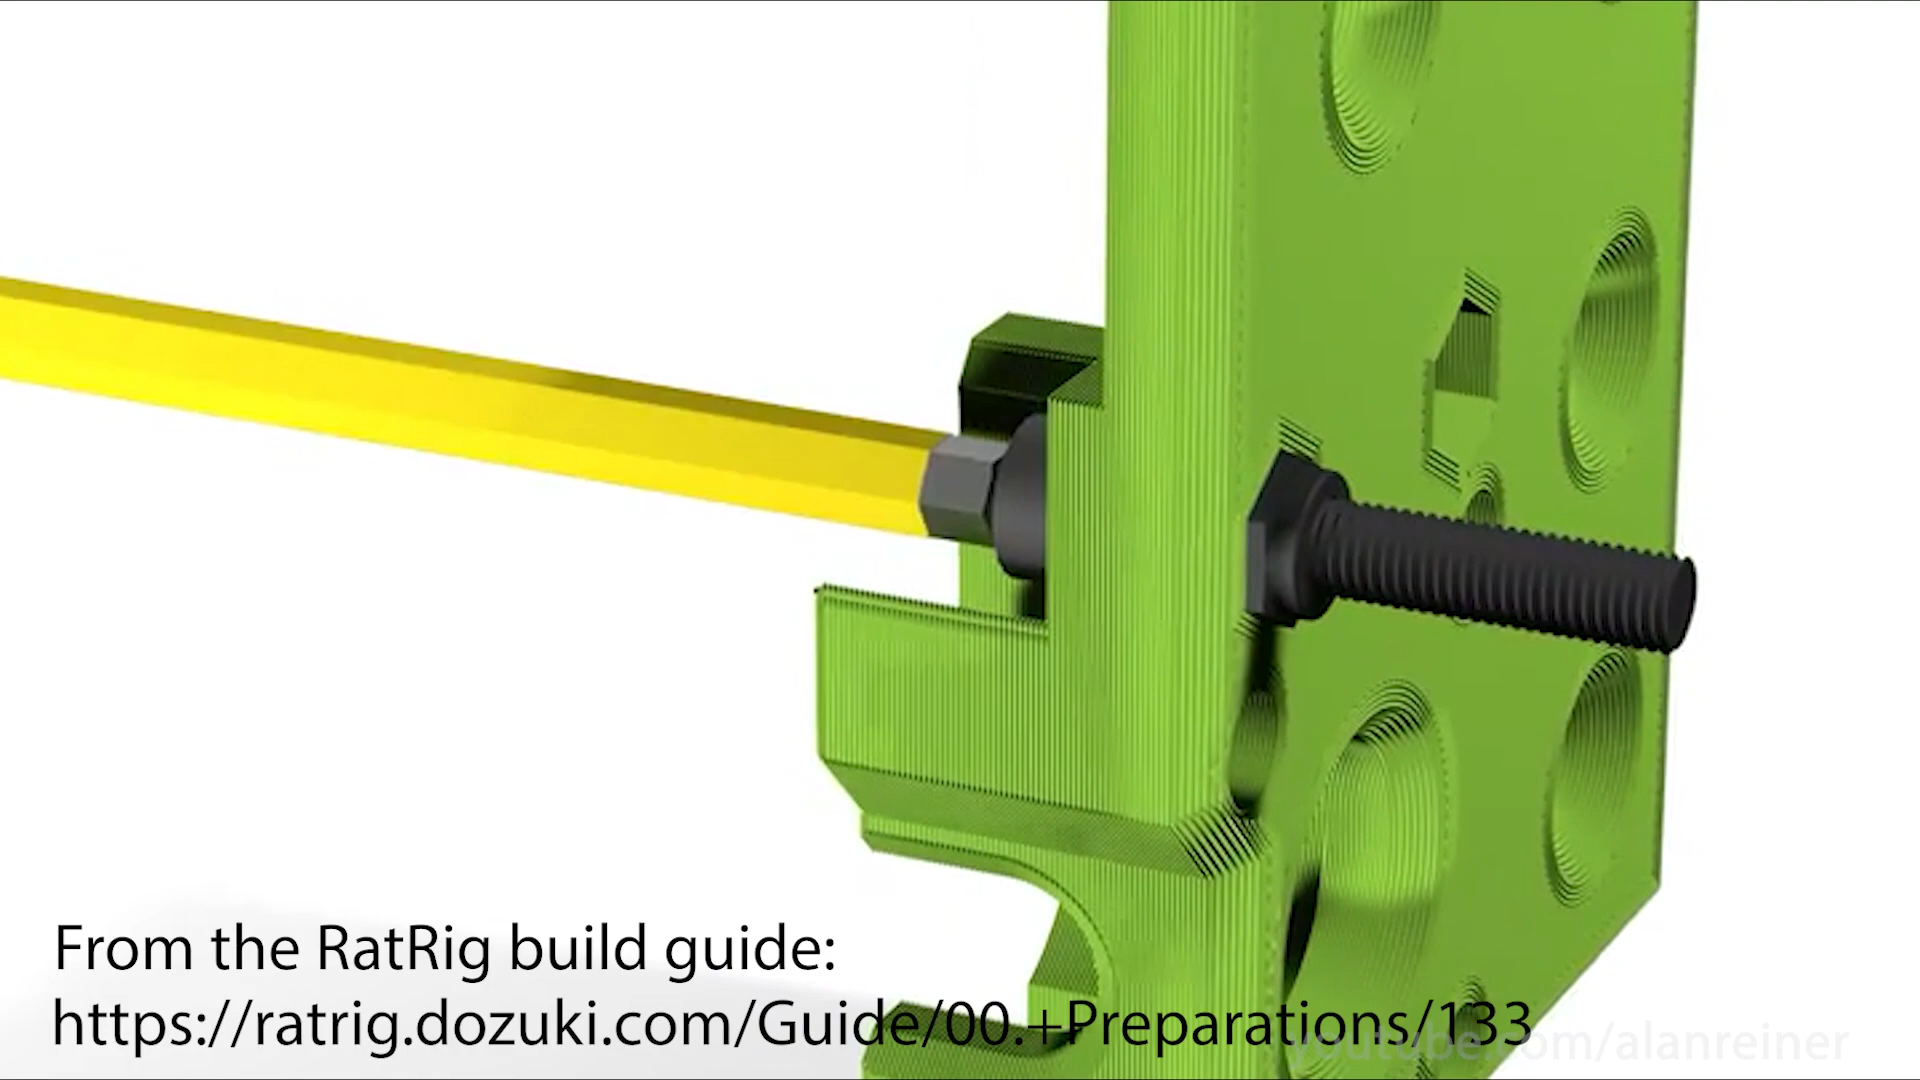 From the RatRig build guide:
https://ratrig.dozuki.com/Guide/00.+Preparations/133
youtube.com/alanreiner